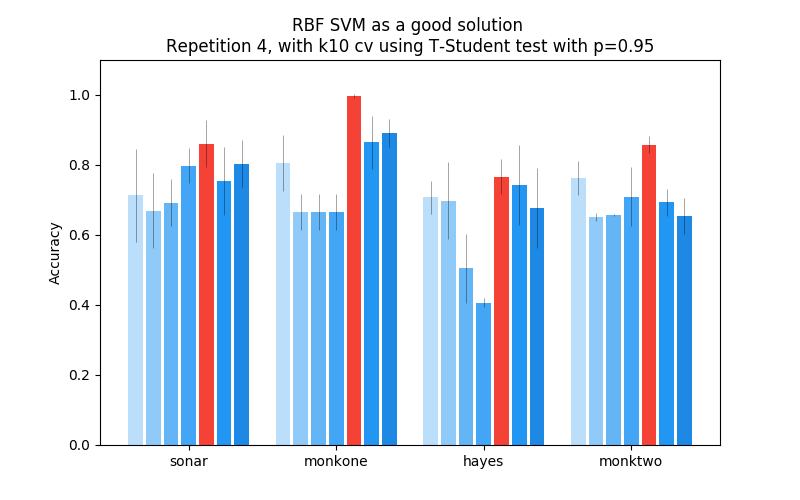 RBF SVM as a good solution
Repetition 4, with k10 cv using T-Student test with p=0.95
1.0
0.8
0.6
0.4
0.2
0.0
Accuracy
sonar
monkone
hayes
monktwo